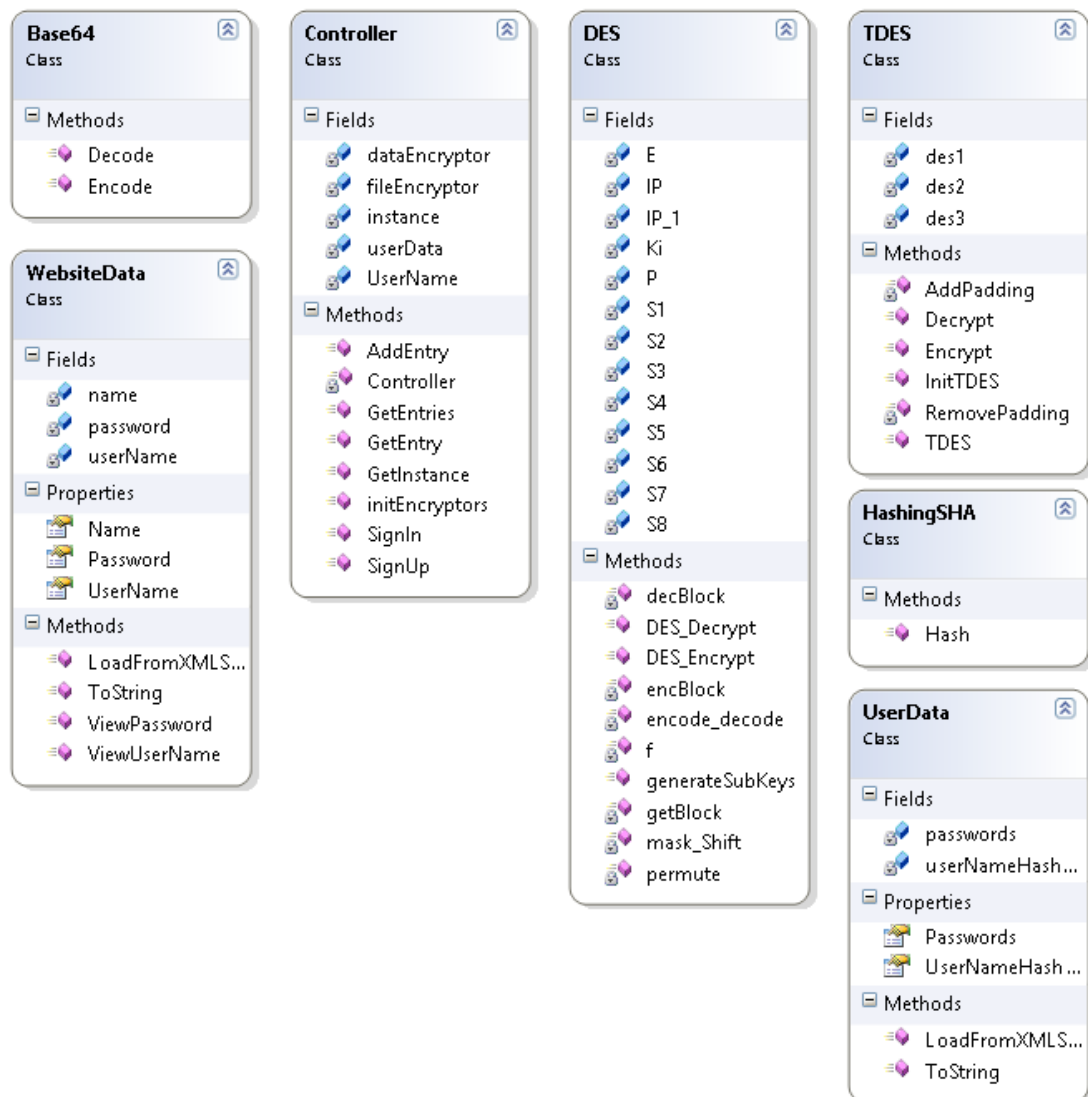 Base64
Class
Methods
Decode
Encode
WebsiteData
Class
Fields
name
password
userName
Properties
Name
Password
UserName
Methods
LoadFromXMLS...
ToString
ViewPassword
ViewUserName
Controller
Class
Fields
dataEncryptor
fileEncryptor
instance
userData
UserName
Methods
AddEntry
Controller
GetEntries
GetEntry
GetInstance
initEncryptors
SignIn
SignUp
DES
Class
Fields
E
IP
IP_1
Ki
P
S1
S2
S3
S4
S5
S6
S7
S8
Methods
decBlock
DES_Decrypt
DES_Encrypt
encBlock
encode_decode
f
generateSubKeys
getBlock
mask_Shift
permute
TDES
Class
Fields
des1
des2
des3
Methods
AddPadding
Decrypt
Encrypt
InitTDES
RemovePadding
TDES
HashingSHA
Class
Methods
Hash
UserData
Class
Fields
passwords
userNameHash...
Properties
Passwords
UserNameHash ...
Methods
LoadFromXMLS...
ToString